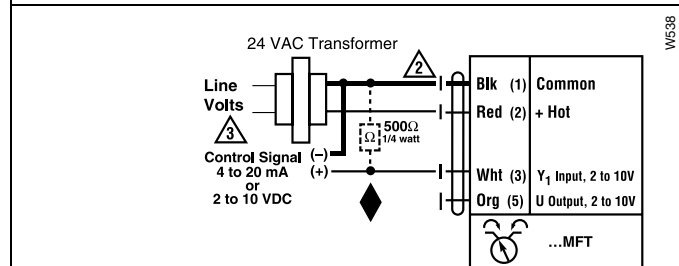 W538
24 VAC Transformer
Line
Volts
2
3
Blk (1) Common
Red (2) + Hot
500Ω
1/4 watt
Ω
Control Signal (–)
4 to 20 mA (+)
or
2 to 10 VDC
Wht (3) Y1 Input, 2 to 10V
Org (5) U Output, 2 to 10V
...MFT